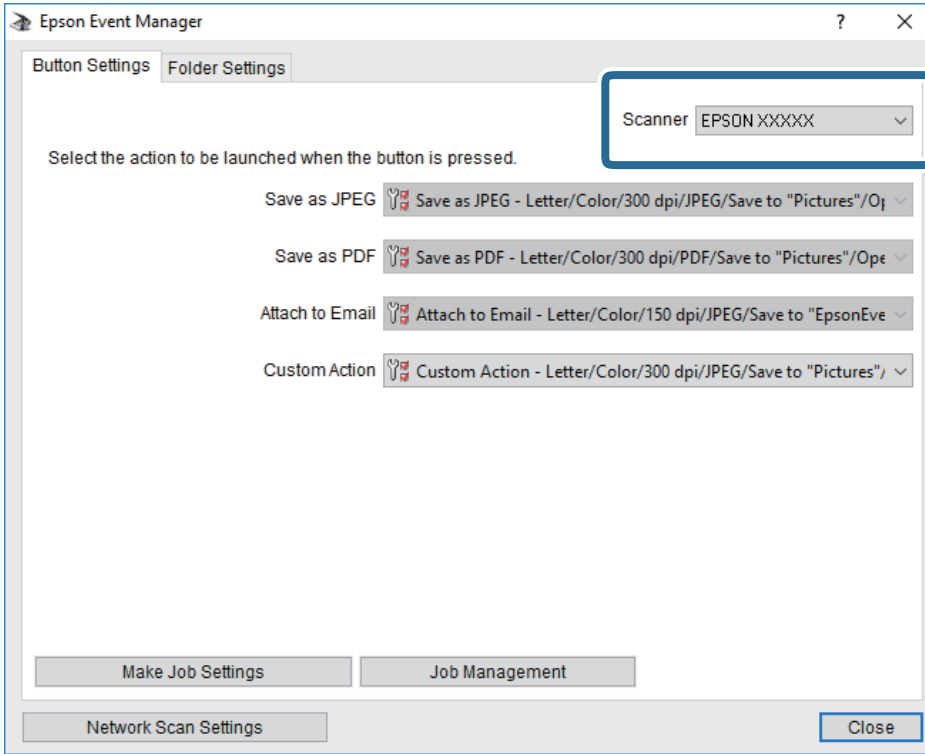 Epson Event Manager ? ×
Button Settings Folder Settings
Scanner EPSON XXXXX
Select the action to be launched when the button is pressed.
Save as JPEG Save as JPEG - Letter/Color/300 dpi/JPEG/Save to "Pictures"/Op
Save as PDF Save as PDF - Letter/Color/300 dpi/PDF/Save to "Pictures"/Ope
Attach to Email Attach to Email - Letter/Color/150 dpi/JPEG/Save to "EpsonEve
Custom Action Custom Action - Letter/Color/300 dpi/JPEG/Save to "Pictures"/
Make Job Settings Job Management
Network Scan Settings Close